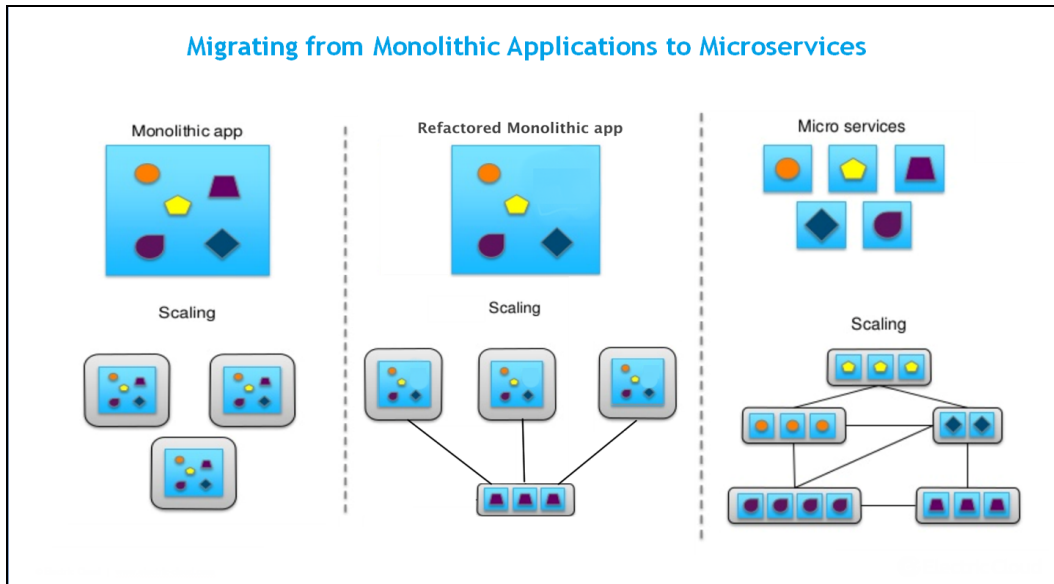 Migrating from Monolithic Applications to Microservices
Monolithic app
Refactored Monolithic app
Micro services
Scaling
Scaling
Scaling